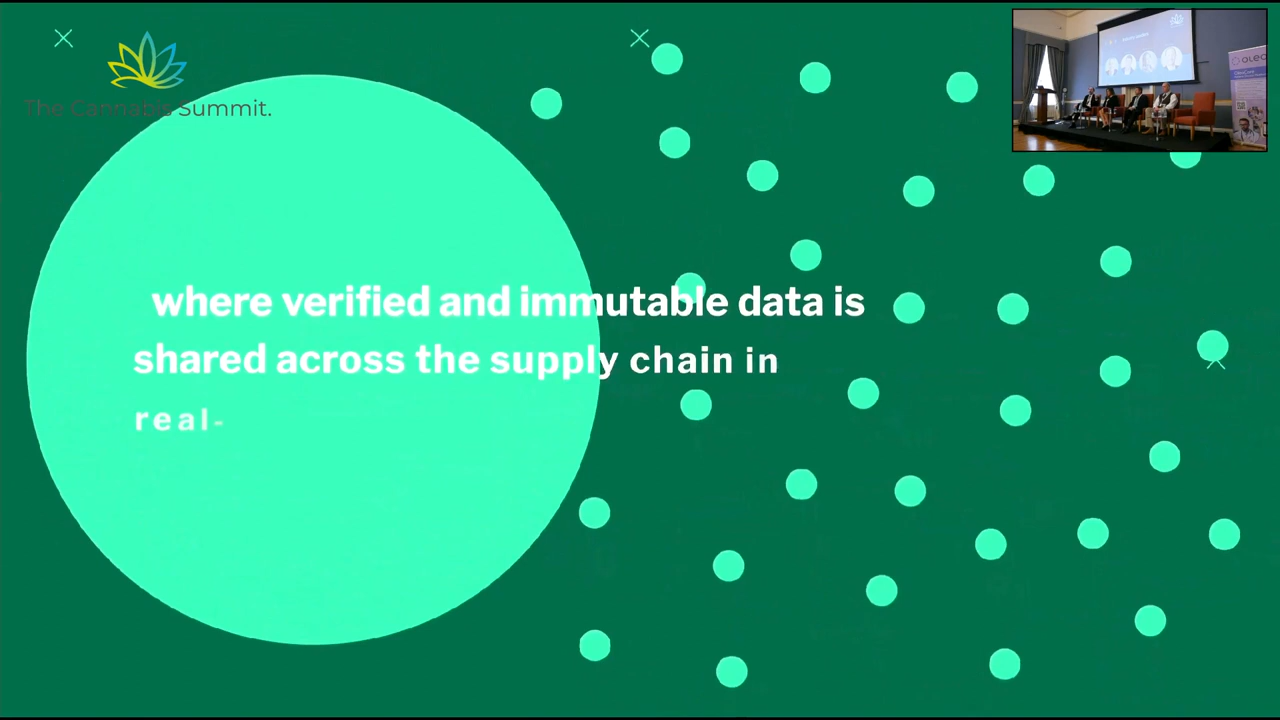 The Cannabis Summit.
where verified and immutable data is
shared across the supply chain in
real-